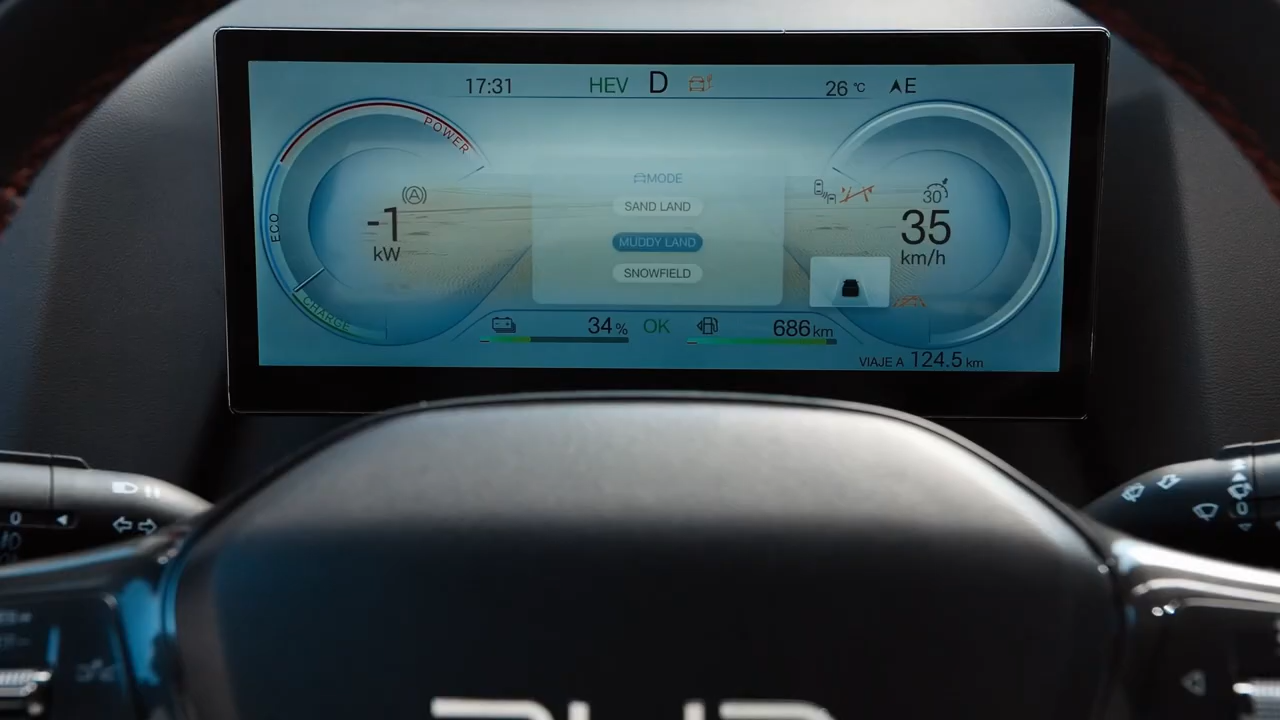 17:31 HEV D 26 °C E
POWER
ECO
CHARGE
-1
kW
MODE
SAND LAND
MUDDY LAND
SNOWFIELD
30
35
km/h
34 % OK 686 km
VIAJE A 124.5 km
0